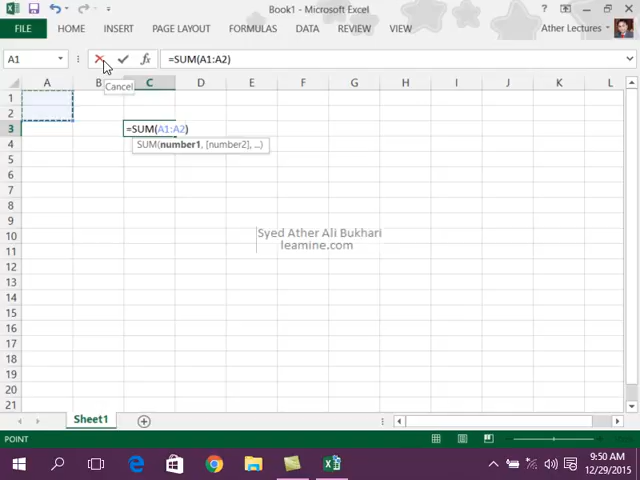 Book1 - Microsoft Excel
FILE HOME INSERT PAGE LAYOUT FORMULAS DATA REVIEW VIEW Ather Lectures
A1 fx =SUM(A1:A2)
Cancel
A B C D E F G H I J K L
1
2
3 =SUM(A1:A2)
SUM(number1, [number2], ...)
4
5
6
7
8
9
10 Syed Ather Ali Bukhari
11 leamine.com
12
13
14
15
16
17
18
19
20
21
Sheet1
POINT
9:50 AM
12/29/2015